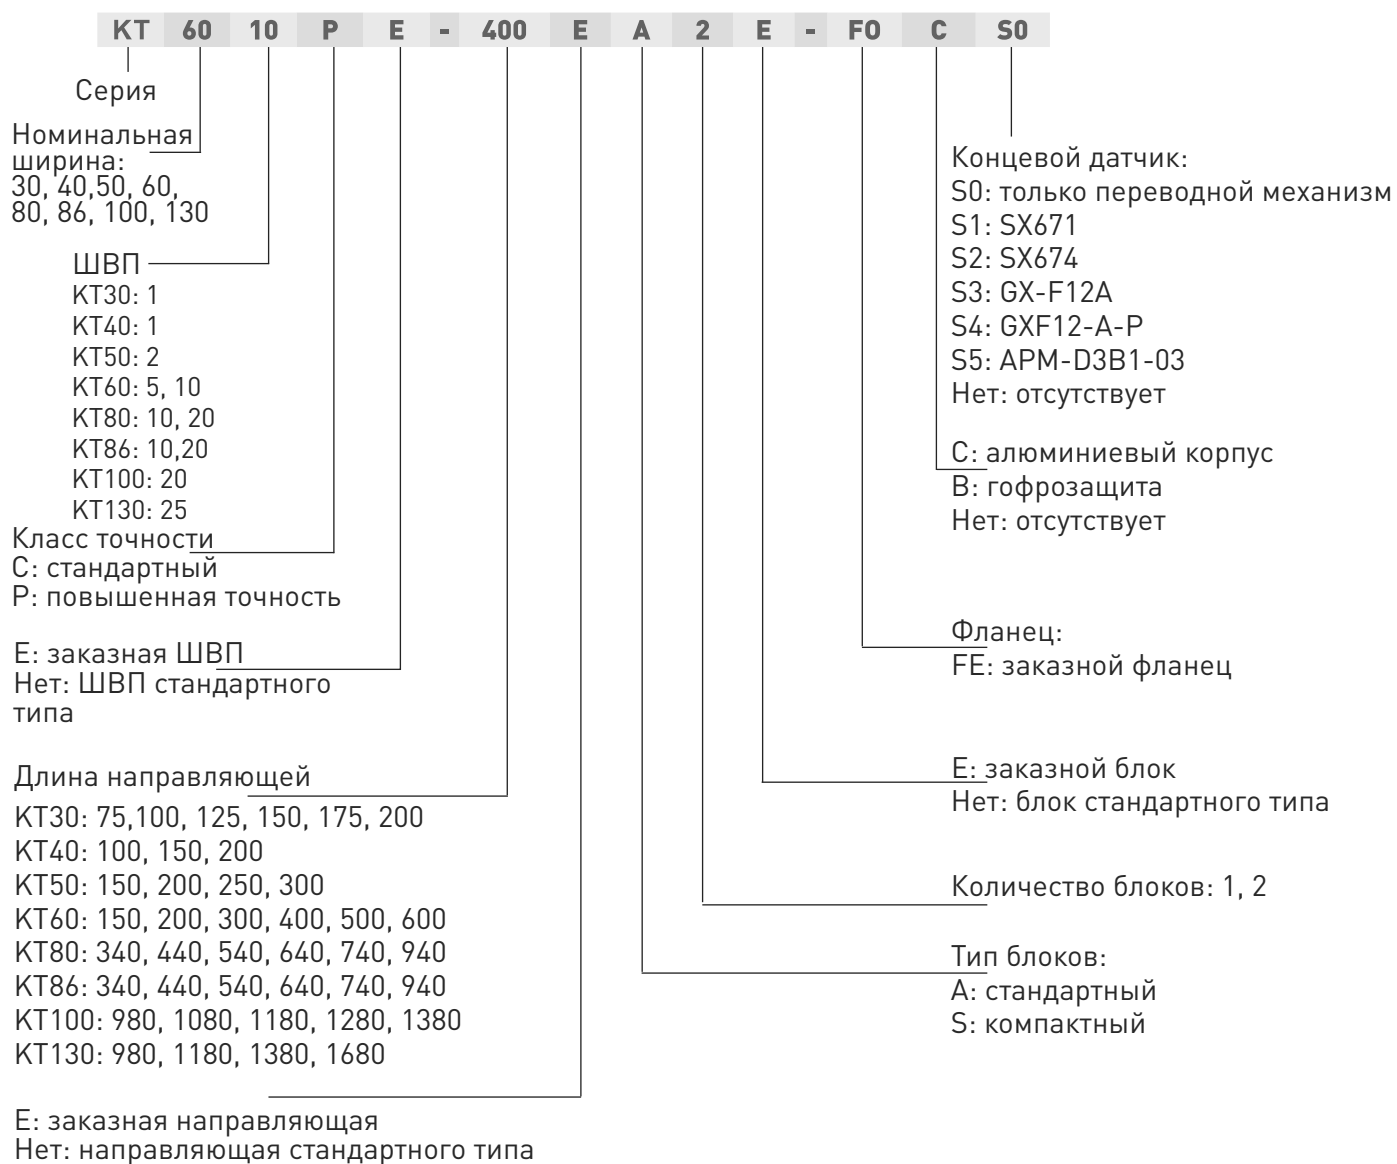 KT 60 10 P E - 400 E A 2 E - F0 C S0
Серия
Номинальная
ширина:
30, 40,50, 60,
80, 86, 100, 130
ШВП
KT30: 1
KT40: 1
KT50: 2
KT60: 5, 10
KT80: 10, 20
KT86: 10,20
KT100: 20
KT130: 25
Класс точности
C: стандартный
P: повышенная точность
E: заказная ШВП
Нет: ШВП стандартного
типа
Длина направляющей
KT30: 75,100, 125, 150, 175, 200
KT40: 100, 150, 200
KT50: 150, 200, 250, 300
KT60: 150, 200, 300, 400, 500, 600
KT80: 340, 440, 540, 640, 740, 940
KT86: 340, 440, 540, 640, 740, 940
KT100: 980, 1080, 1180, 1280, 1380
KT130: 980, 1180, 1380, 1680
E: заказная направляющая
Нет: направляющая стандартного типа
Концевой датчик:
S0: только переводной механизм
S1: SX671
S2: SX674
S3: GX-F12A
S4: GXF12-A-P
S5: APM-D3B1-03
Нет: отсутствует
C: алюминиевый корпус
B: гофрозащита
Нет: отсутствует
Фланец:
FE: заказной фланец
E: заказной блок
Нет: блок стандартного типа
Количество блоков: 1, 2
Тип блоков:
A: стандартный
S: компактный